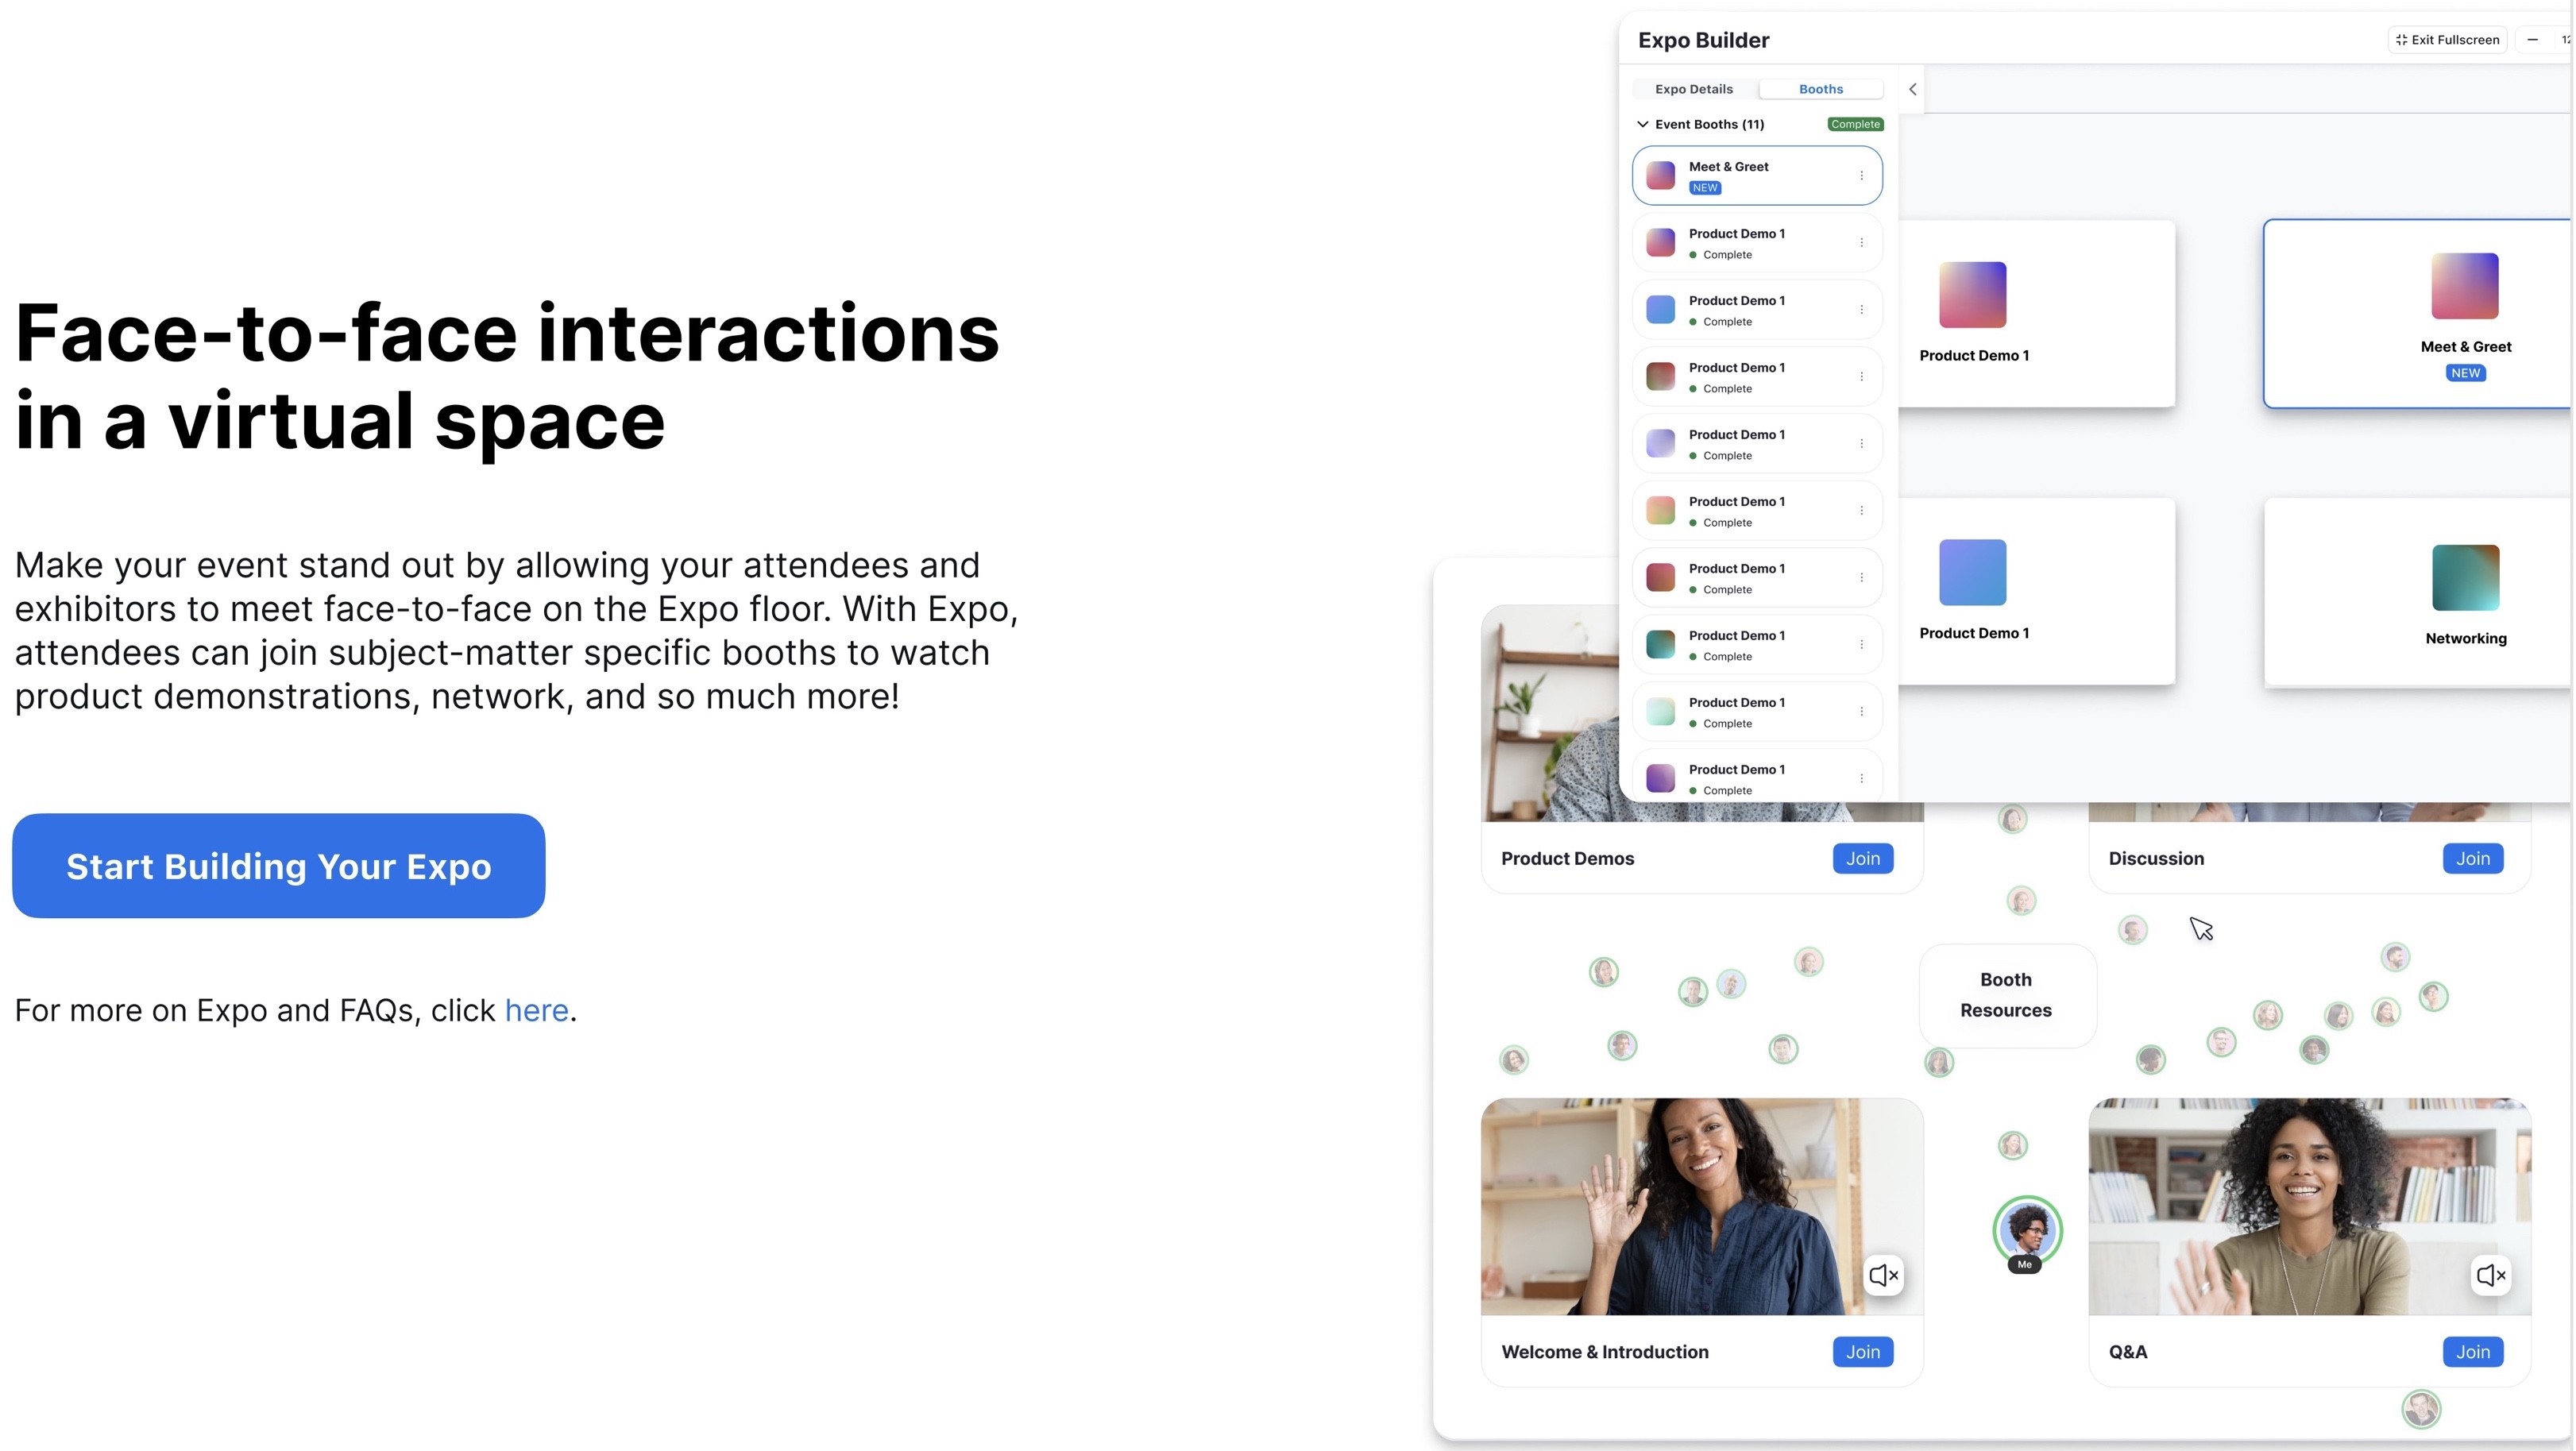 Face-to-face interactions
in a virtual space
Make your event stand out by allowing your attendees and
exhibitors to meet face-to-face on the Expo floor. With Expo,
attendees can join subject-matter specific booths to watch
product demonstrations, network, and so much more!
Start Building Your Expo
For more on Expo and FAQs, click here.
Expo Builder
Exit Fullscreen
Expo Details
Booths
Event Booths (11)
Complete
Meet & Greet
NEW
Product Demo 1
Complete
Product Demo 1
Complete
Product Demo 1
Complete
Product Demo 1
Complete
Product Demo 1
Complete
Product Demo 1
Complete
Product Demo 1
Complete
Product Demo 1
Complete
Product Demo 1
Complete
Product Demo 1
Meet & Greet
NEW
Product Demo 1
Networking
Product Demos
Join
Discussion
Join
Booth
Resources
Me
Welcome & Introduction
Join
Q&A
Join